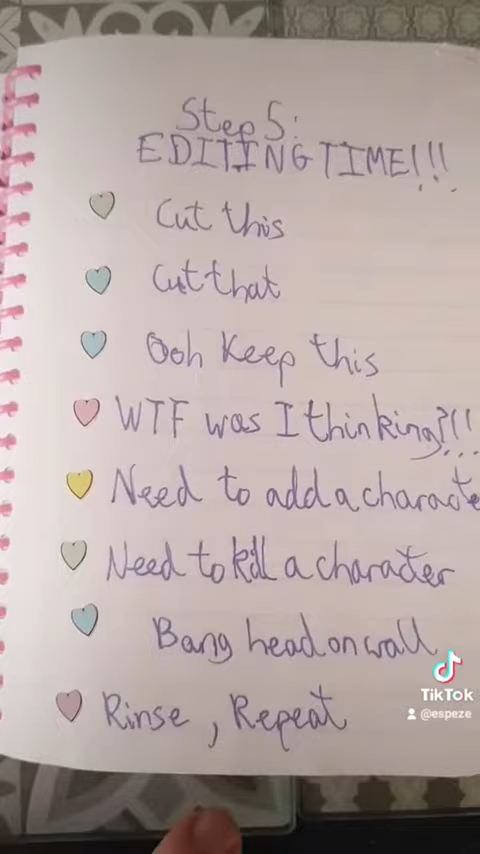 Step 5:
EDITING TIME!!!
Cut this
Cut that
Ooh Keep this
WTF was I thinking?!!
Need to add a characte
Need to kill a character
Bang head on wall
Rinse, Repeat
TikTok
@espeze